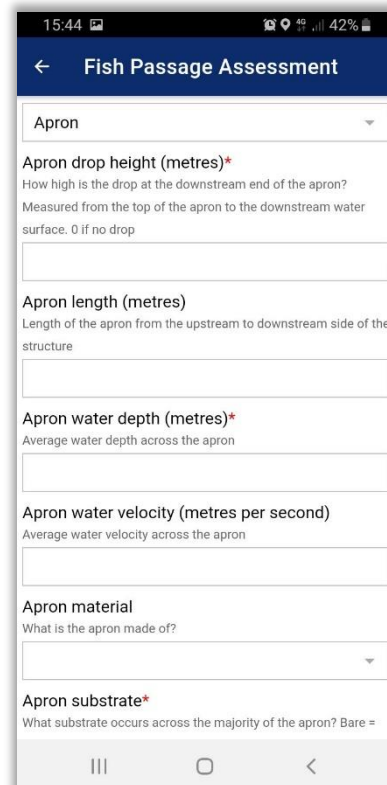 15:44 4G 42%
Fish Passage Assessment
Apron
Apron drop height (metres)*
How high is the drop at the downstream end of the apron?
Measured from the top of the apron to the downstream water
surface. 0 if no drop
Apron length (metres)
Length of the apron from the upstream to downstream side of the
structure
Apron water depth (metres)*
Average water depth across the apron
Apron water velocity (metres per second)
Average water velocity across the apron
Apron material
What is the apron made of?
Apron substrate*
What substrate occurs across the majority of the apron? Bare =